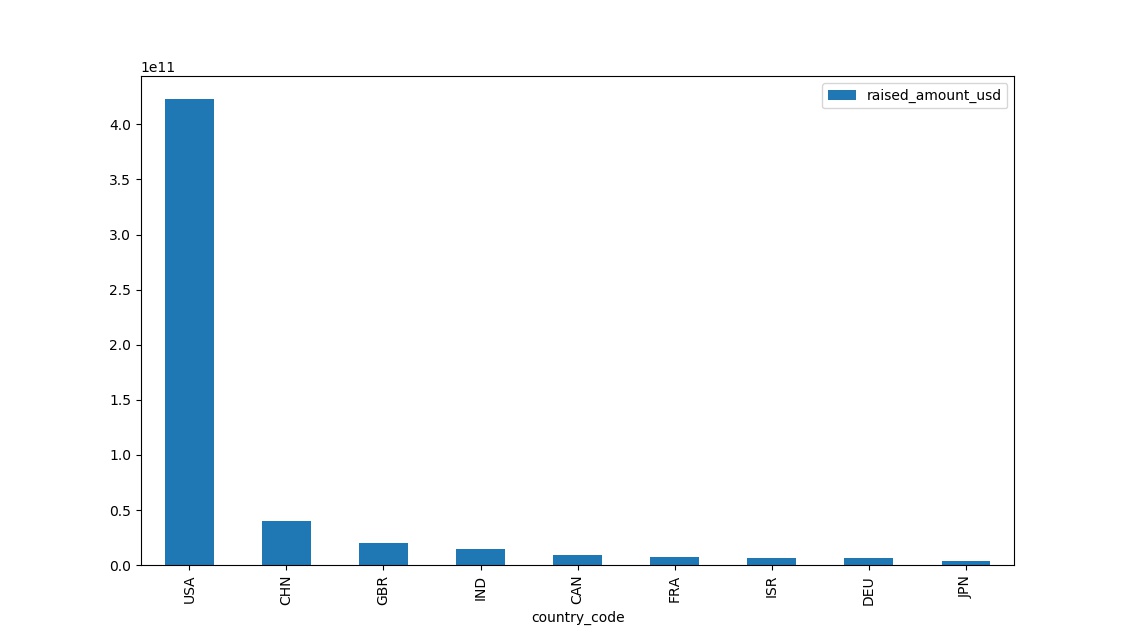 1e11
raised_amount_usd
4.0
3.5
3.0
2.5
2.0
1.5
1.0
0.5
0.0
USA
CHN
GBR
IND
CAN
FRA
ISR
DEU
JPN
country_code